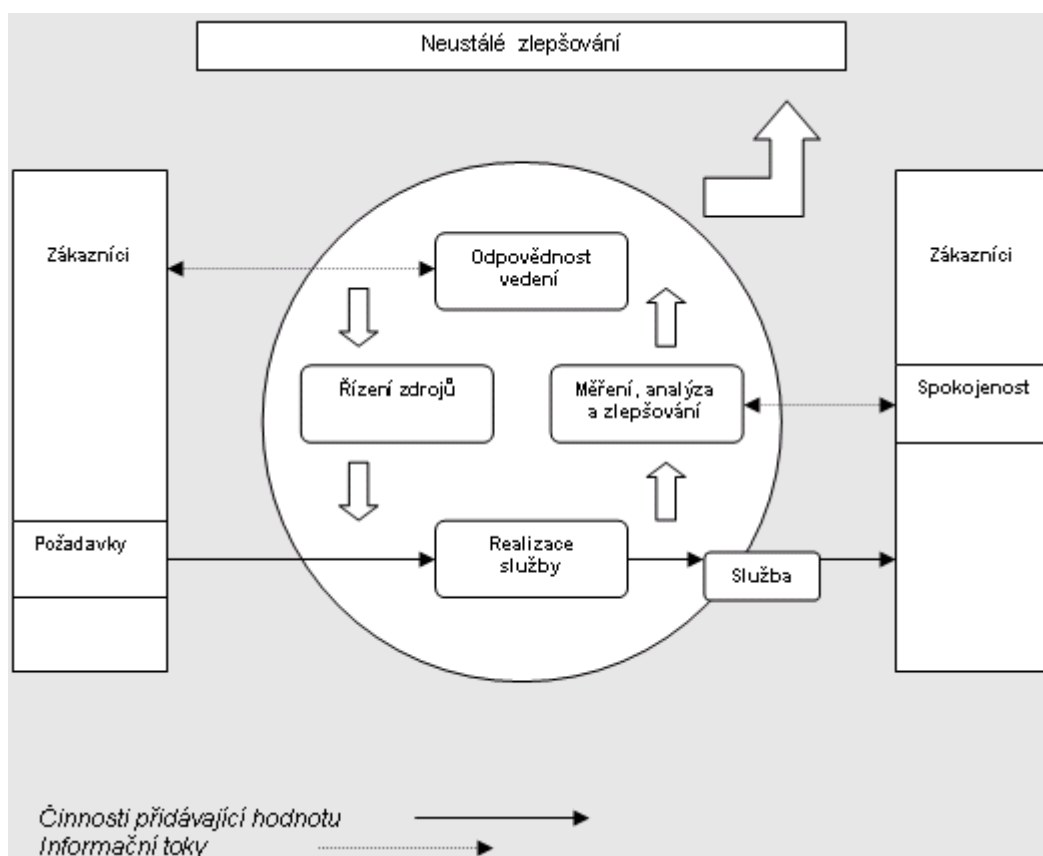 Neustálé zlepšování
Zákazníci
Odpovědnost
vedení
Zákazníci
Řízení zdrojů
Měření, analýza
a zlepšování
Spokojenost
Požadavky
Realizace
služby
Služba
Činnosti přidávající hodnotu
Informační toky